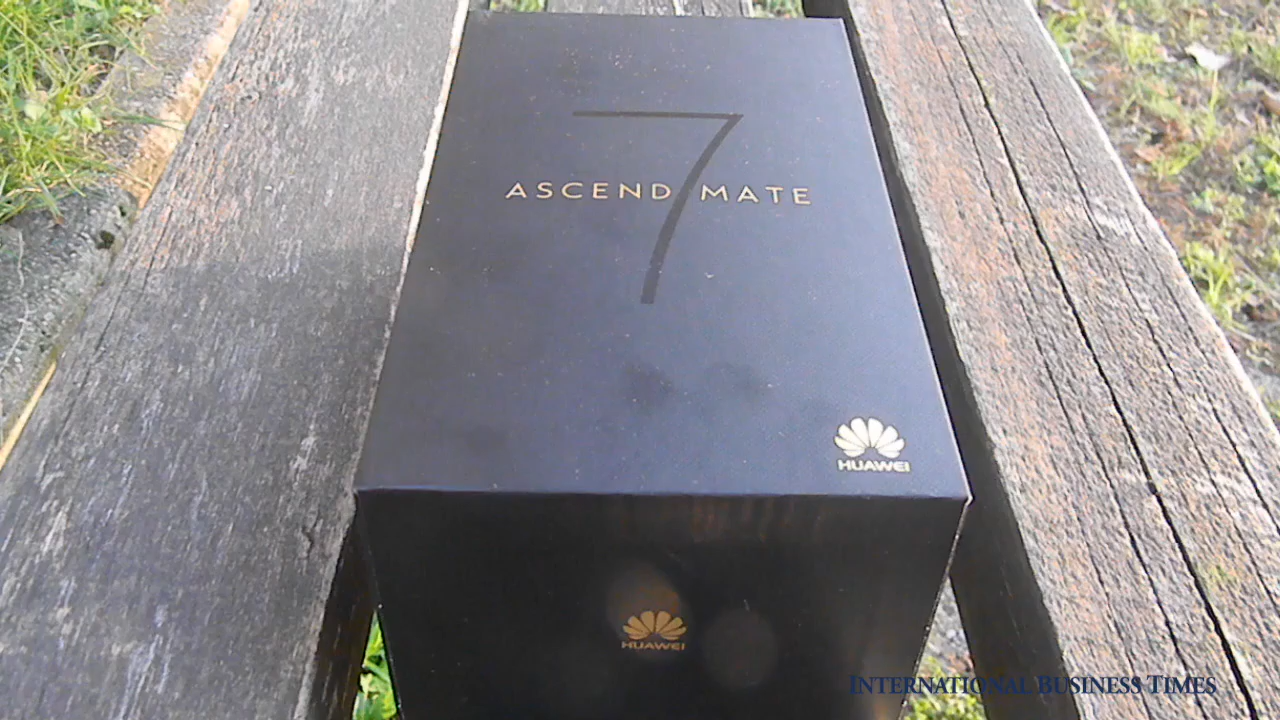 7
ASCEND MATE
HUAWEI
HUAWEI
INTERNATIONAL BUSINESS TIMES